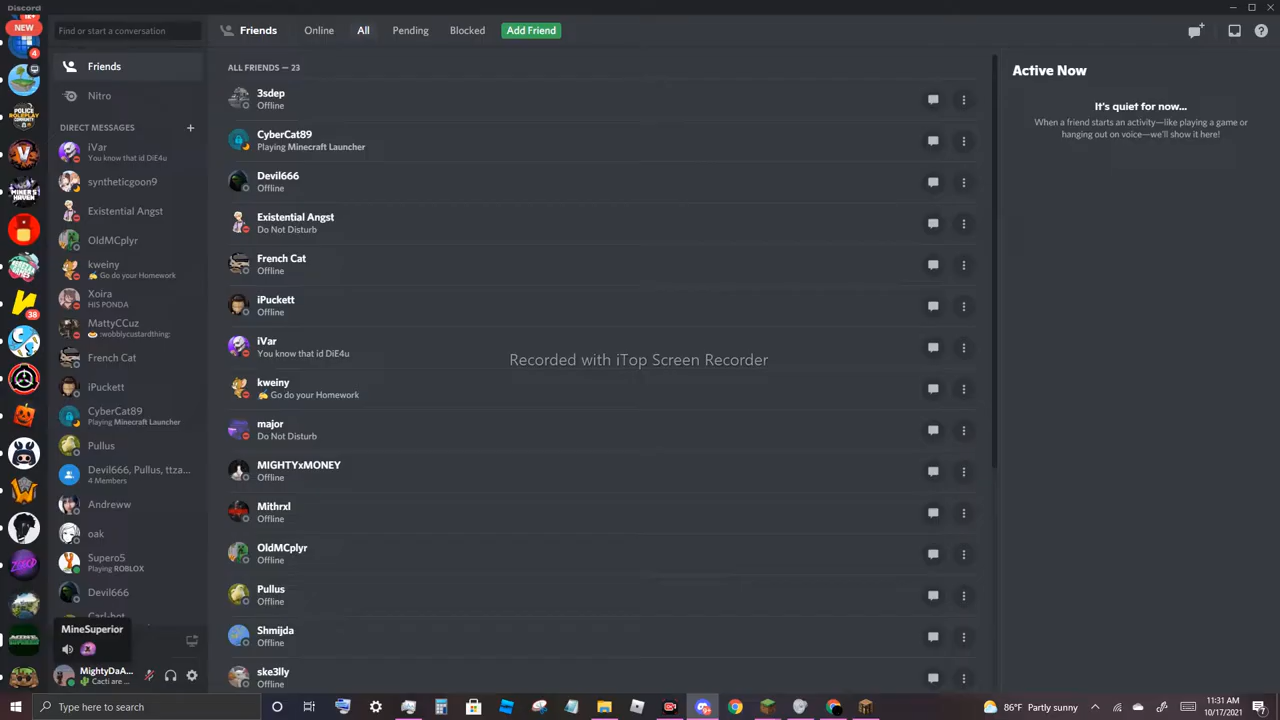 Discord
NEW
4
38
Find or start a conversation
Friends
Online
All
Pending
Blocked
Add Friend
Friends
Nitro
DIRECT MESSAGES
iVar
You know that id DiE4u
syntheticgoon9
Existential Angst
OldMCplyr
kweiny
✍️ Go do your Homework
Xoira
HIS PONDA
MattyCCuz
:wobblycustardthing:
French Cat
iPuckett
CyberCat89
Playing Minecraft Launcher
Pullus
Devil666, Pullus, ttza...
4 Members
Andreww
oak
Supero5
Playing ROBLOX
Devil666
Carl-bot
MineSuperior
MightyDaA...
Cacti are ...
ALL FRIENDS — 23
3sdep
Offline
CyberCat89
Playing Minecraft Launcher
Devil666
Offline
Existential Angst
Do Not Disturb
French Cat
Offline
iPuckett
Offline
iVar
You know that id DiE4u
kweiny
✍️ Go do your Homework
major
Do Not Disturb
MIGHTYxMONEY
Offline
Mithrxl
Offline
OldMCplyr
Offline
Pullus
Offline
Shmijda
Offline
ske3lly
Offline
Recorded with iTop Screen Recorder
Active Now
It's quiet for now...
When a friend starts an activity—like playing a game or
hanging out on voice—we'll show it here!
Type here to search
86°F Partly sunny
11:31 AM
10/17/2021